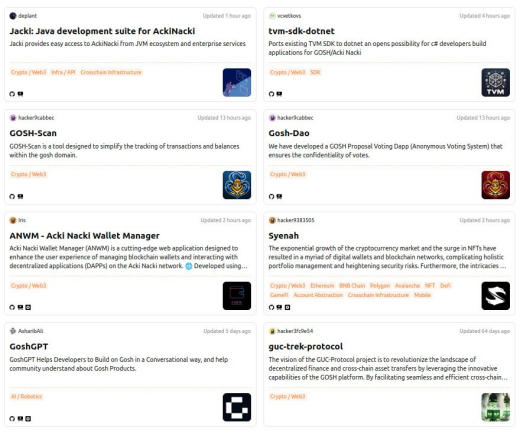 deplant
Updated 1 hour ago
Jacki: Java development suite for AckiNacki
Jacki provides easy access to AckiNacki from JVM ecosystem and enterprise services
Crypto / Web3 Infra / API Crosschain Infrastructure
vcwetkovs
Updated 4 hours ago
tvm-sdk-dotnet
Ports existing TVM SDK to dotnet an opens possibility for c# developers build
applications for GOSH/Acki Nacki
Crypto / Web3 SDK
TVM
hacker9cabbec
Updated 13 hours ago
GOSH-Scan
GOSH-Scan is a tool designed to simplify the tracking of transactions and balances
within the gosh domain.
Crypto / Web3
hacker9cabbec
Updated 13 hours ago
Gosh-Dao
We have developed a GOSH Proposal Voting Dapp (Anonymous Voting System) that
ensures the confidentiality of votes.
Crypto / Web3
Iris
Updated 2 hours ago
ANWM - Acki Nacki Wallet Manager
Acki Nacki Wallet Manager (ANWM) is a cutting-edge web application designed to
enhance the user experience of managing blockchain wallets and interacting with
decentralized applications (DAPPs) on the Acki Nacki network. 🌐 Developed using...
Crypto / Web3
hacker9383505
Updated 2 hours ago
Syenah
The exponential growth of the cryptocurrency market and the surge in NFTs have
resulted in a myriad of digital wallets and blockchain networks, complicating holistic
portfolio management and heightening security risks. Furthermore, the intricacies ...
Crypto / Web3 Ethereum BNB Chain Polygon Avalanche NFT DeFi
GameFi Account Abstraction Crosschain Infrastructure Mobile
AsharibAli
Updated 5 days ago
GoshGPT
GoshGPT Helps Developers to Build on Gosh in a Conversational way, and help
community understand about Gosh Products.
AI / Robotics
hacker3fc9e54
Updated 64 days ago
guc-trek-protocol
The vision of the GUC-Protocol project is to revolutionize the landscape of
decentralized finance and cross-chain asset transfers by leveraging the innovative
capabilities of the GOSH platform. By facilitating seamless and efficient cross-chain...
Crypto / Web3